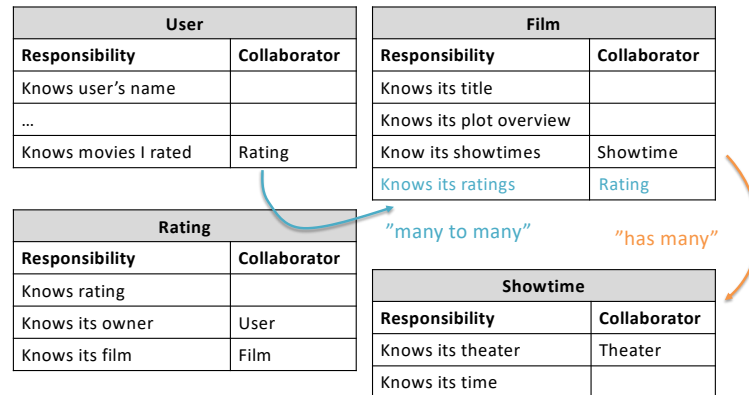 User
Responsibility Collaborator
Knows user's name
...
Knows movies I rated Rating
Film
Responsibility Collaborator
Knows its title
Knows its plot overview
Know its showtimes Showtime
Knows its ratings Rating
"many to many"
"has many"
Rating
Responsibility Collaborator
Knows rating
Knows its owner User
Knows its film Film
Showtime
Responsibility Collaborator
Knows its theater Theater
Knows its time